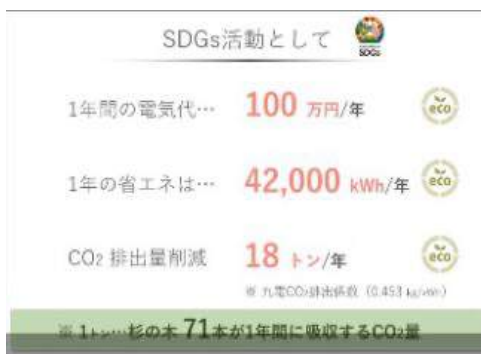 SDGs活動として
SDGs
1年間の電気代… 100 万円/年
eco
1年の省エネは… 42,000 kWh/年
eco
CO2 排出量削減 18 トン/年
eco
※ 九電CO2排出係数 (0.453 kg/kWh)
※ 1トン…杉の木 71本が1年間に吸収するCO2量